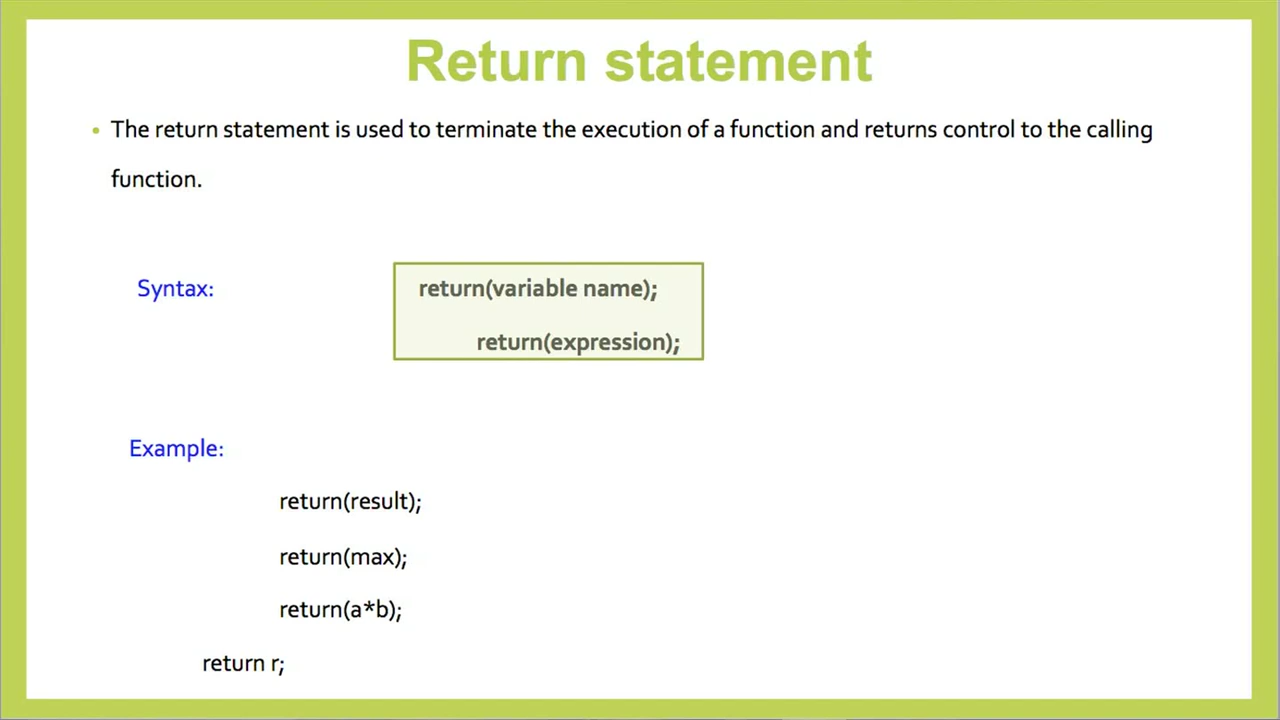 Return statement
• The return statement is used to terminate the execution of a function and returns control to the calling
function.
Syntax:
return(variable name);
return(expression);
Example:
return(result);
return(max);
return(a*b);
return r;